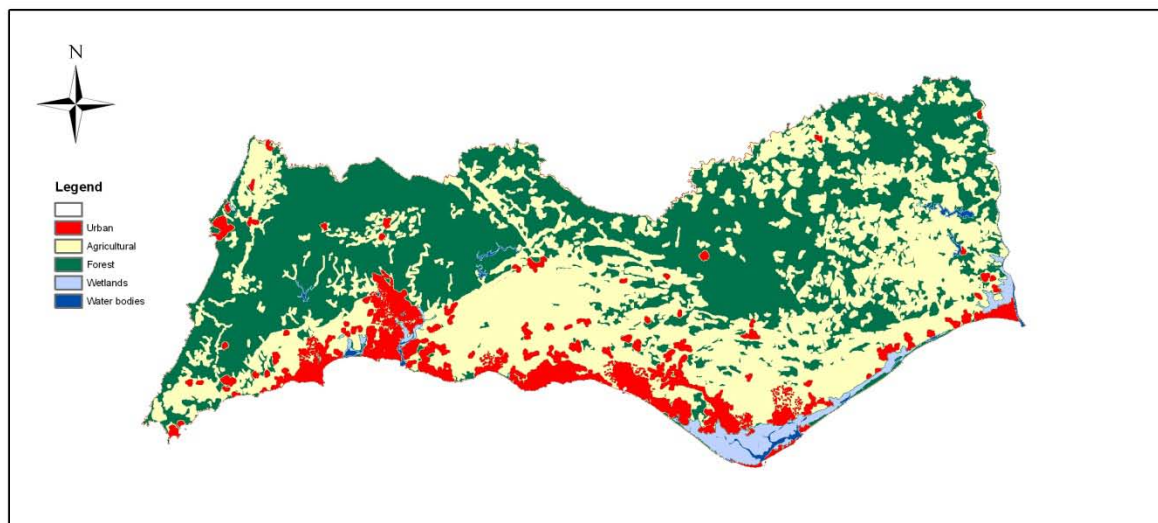 N
Legend
Urban
Agricultural
Forest
Wetlands
Water bodies